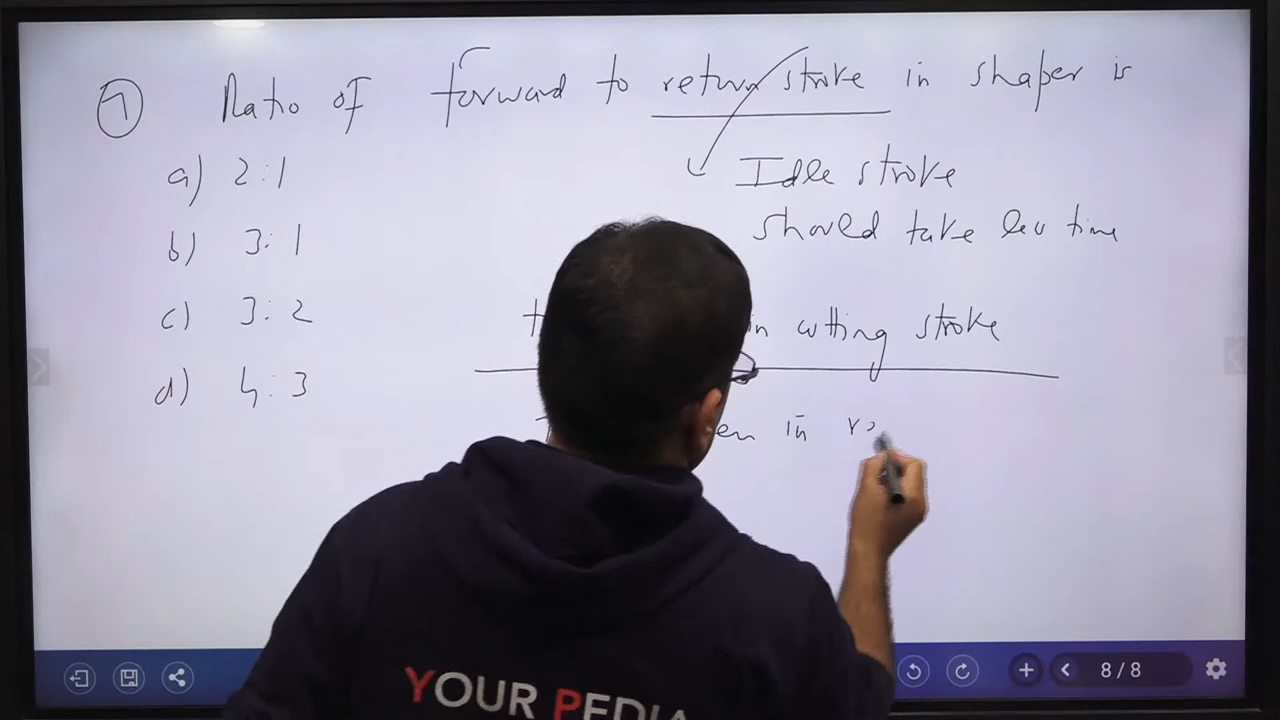 7 Ratio of forward to return stroke in shaper is
a) 2:1
b) 3:1
c) 3:2
d) 4:3
Idle stroke
should take less time
in cutting stroke
in
8/8
YOUR PEDIA